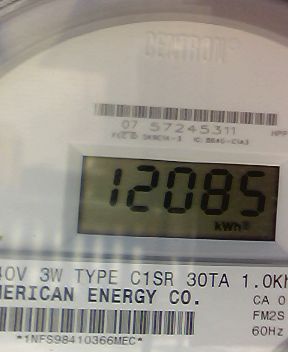 CENTRON®
07 57245311
12085
kWh
40V 3W TYPE C1SR 30TA 1.0Kh
MERICAN ENERGY CO.
CA 0
FM2S
60Hz
*1NFS98410366MEC*